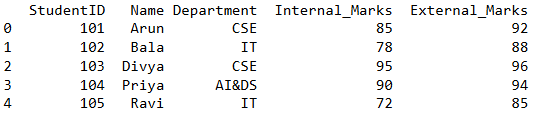 StudentID Name Department Internal_Marks External_Marks
0 101 Arun CSE 85 92
1 102 Bala IT 78 88
2 103 Divya CSE 95 96
3 104 Priya AI&DS 90 94
4 105 Ravi IT 72 85